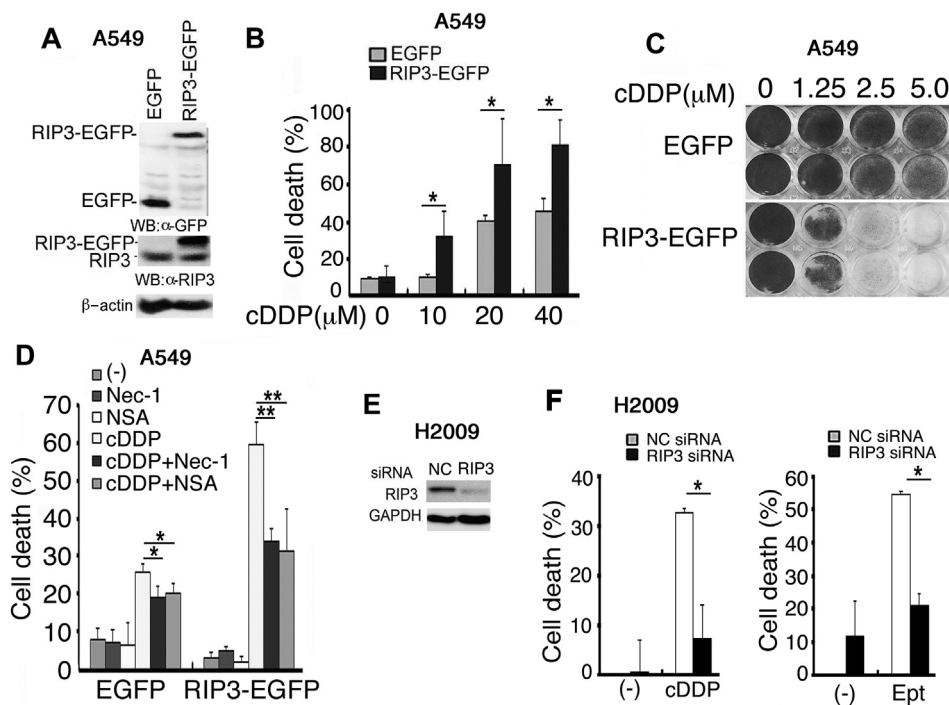 A
A549
EGFP
RIP3-EGFP
RIP3-EGFP-
EGFP-
WB:α-GFP
RIP3-EGFP-
RIP3-
WB:α-RIP3
β-actin
B
A549
EGFP
RIP3-EGFP
Cell death (%)
100
80
60
40
20
0
* * *
cDDP(μM) 0 10 20 40
C
A549
cDDP(μM) 0 1.25 2.5 5.0
EGFP
RIP3-EGFP
D
A549
(-)
Nec-1
NSA
cDDP
cDDP+Nec-1
cDDP+NSA
Cell death (%)
70
60
50
40
30
20
10
0
*
*
**
**
EGFP RIP3-EGFP
E
H2009
siRNA NC RIP3
RIP3
GAPDH
F
H2009
NC siRNA
RIP3 siRNA
Cell death (%)
40
30
20
10
0
*
(-) cDDP
NC siRNA
RIP3 siRNA
Cell death (%)
60
50
40
30
20
10
0
*
(-) Ept